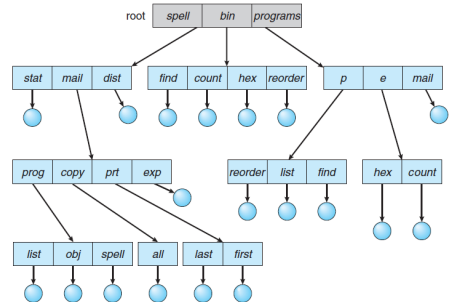 root spell bin programs
stat mail dist find count hex reorder p e mail
prog copy prt exp reorder list find hex count
list obj spell all last first